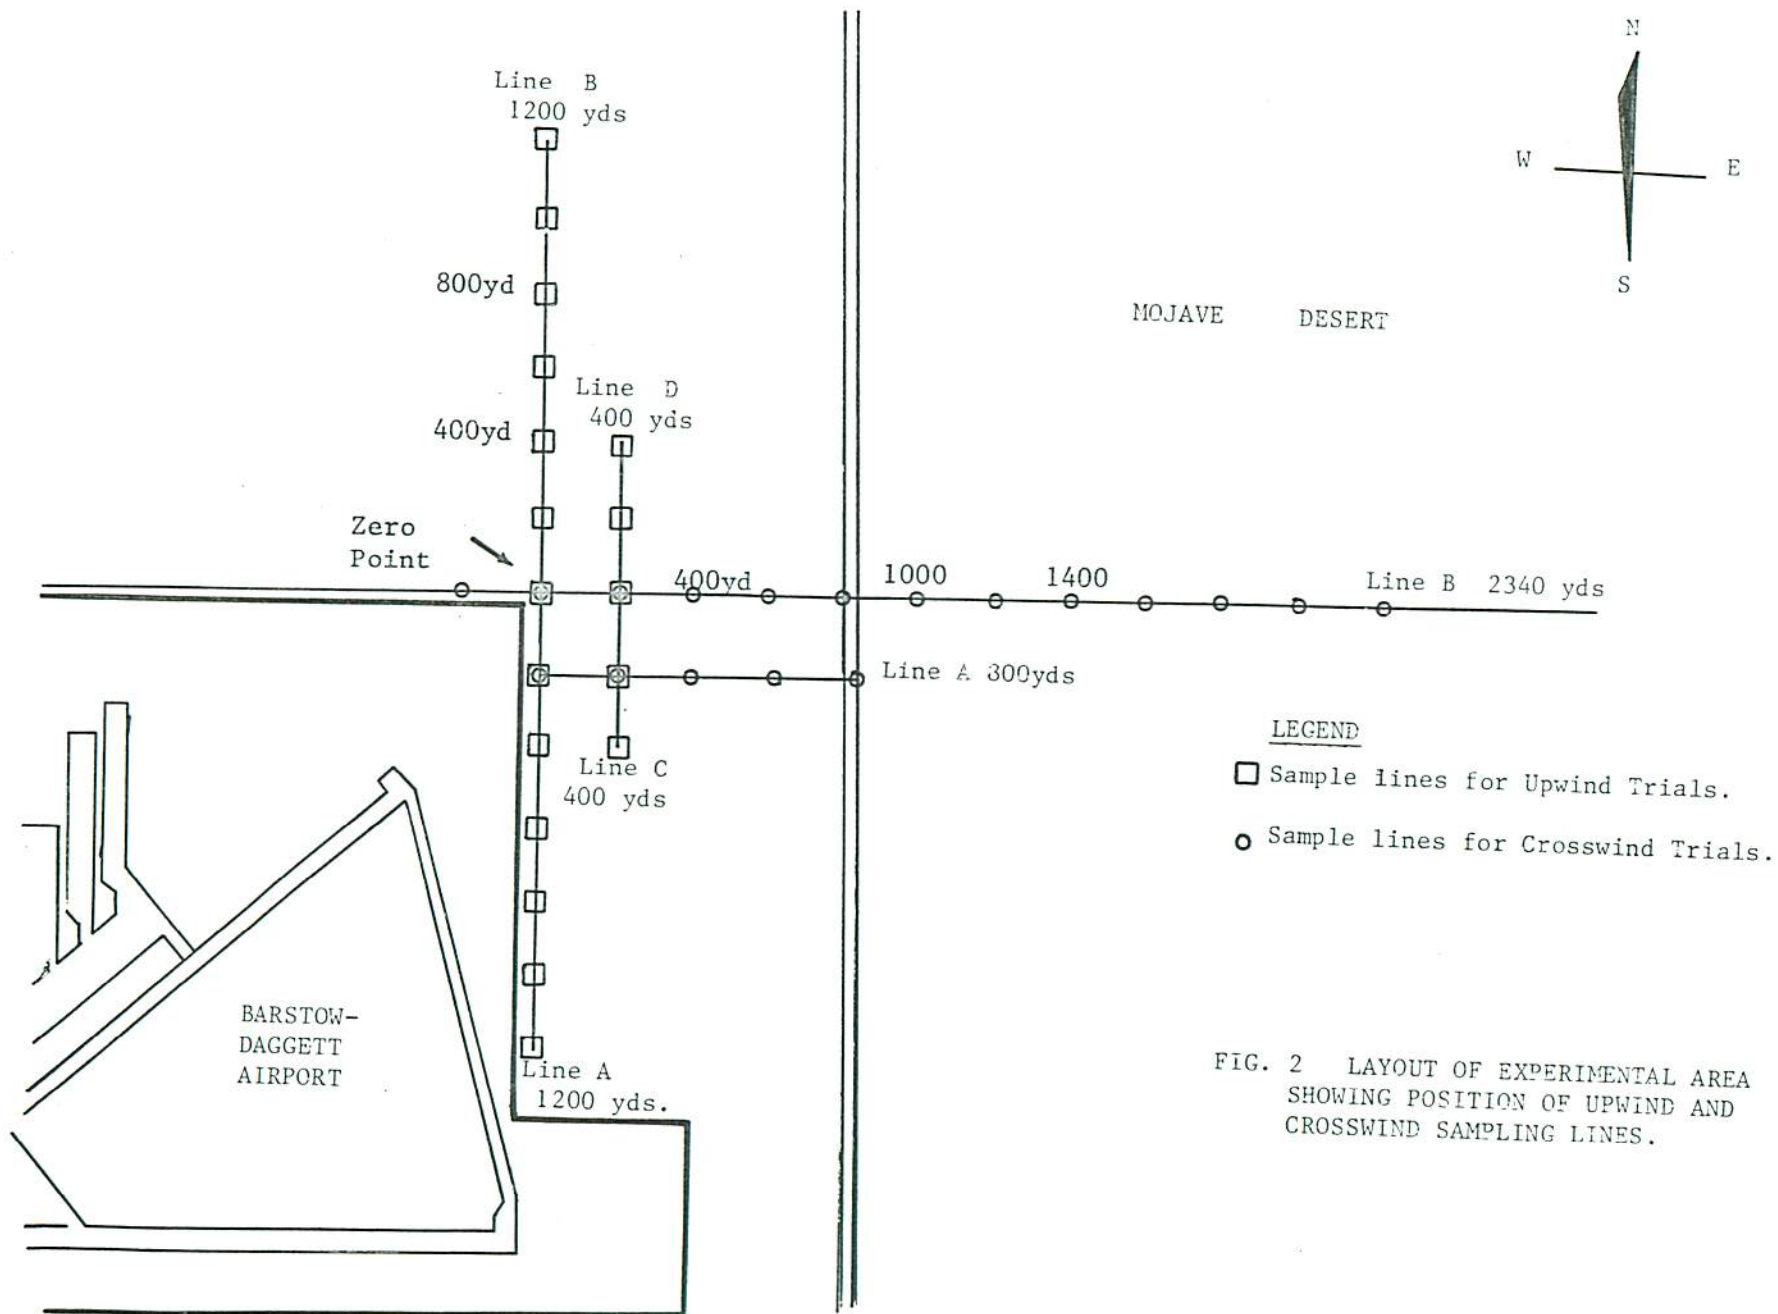 N
Line B
1200 yds
W
E
800yd
S
MOJAVE DESERT
Line D
400 yds
400yd
Zero
Point
400yd
1000
1400
Line B 2340 yds
Line A 800yds
LEGEND
Line C
400 yds
Sample lines for Upwind Trials.
Sample lines for Crosswind Trials.
BARSTOW-
DAGGETT
AIRPORT
Line A
1200 yds.
FIG. 2 LAYOUT OF EXPERIMENTAL AREA
SHOWING POSITION OF UPWIND AND
CROSSWIND SAMPLING LINES.